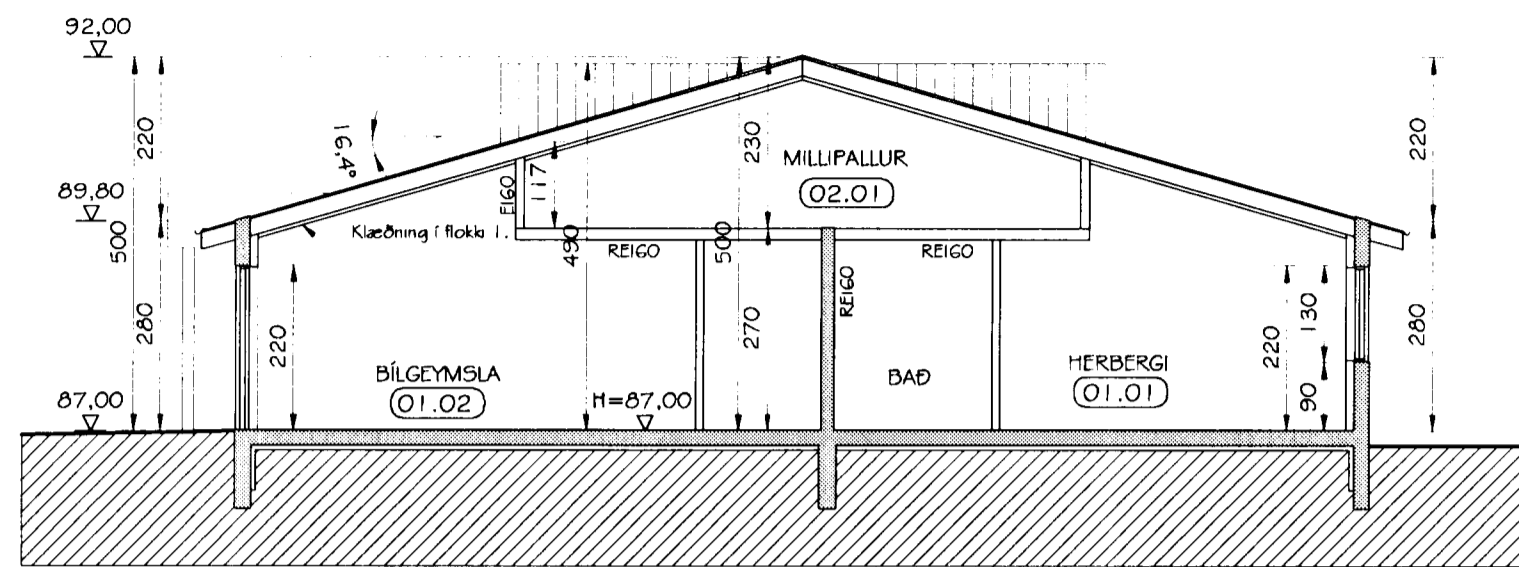 92,00
220
16,4°
230
220
MILLIPALLUR
02.01
117
EI60
89,80
500
Klæðning í flokki 1.
490
500
REI60
REI60
REI60
280
220
270
220
130
280
BÍLGEYMSLA
01.02
BAÐ
HERBERGI
01.01
90
87,00
H=87,00